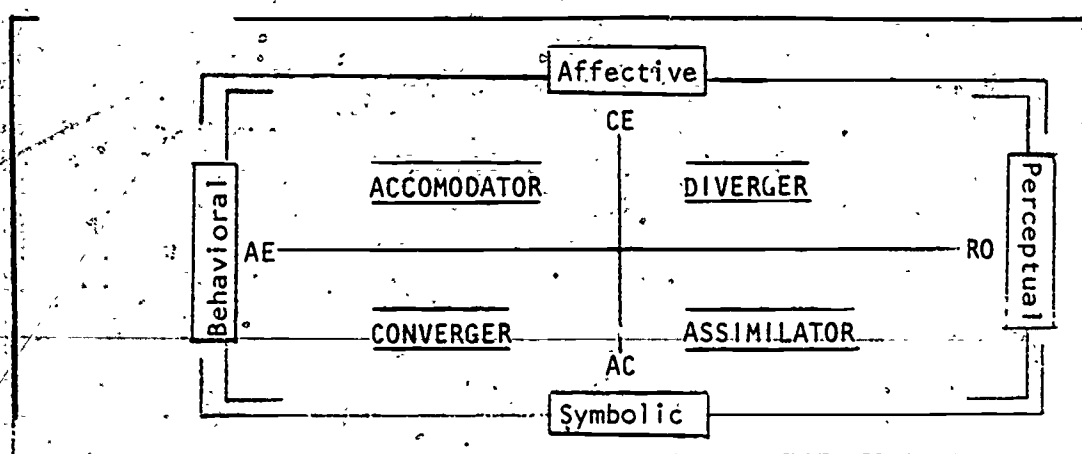 Affective
CE
ACCOMODATOR DIVERGER
Behavioral AE RO Perceptual
CONVERGER ASSIMILATOR
AC
Symbolic